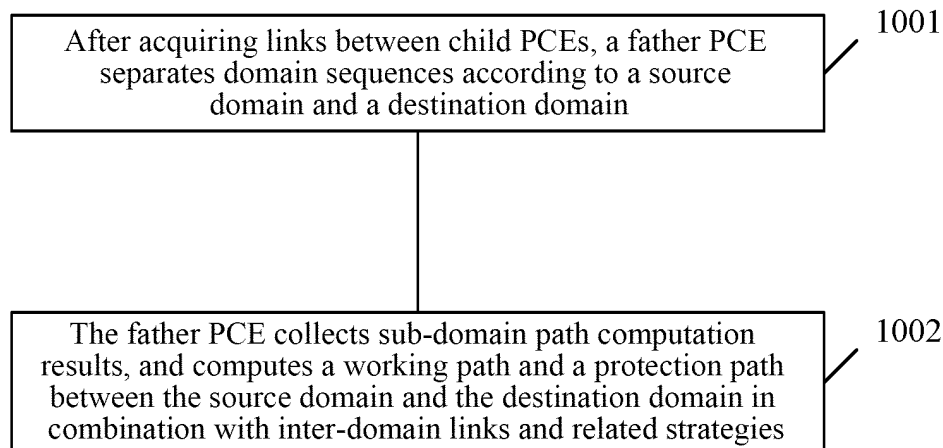 After acquiring links between child PCEs, a father PCE
separates domain sequences according to a source
domain and a destination domain
1001
The father PCE collects sub-domain path computation
results, and computes a working path and a protection path
between the source domain and the destination domain in
combination with inter-domain links and related strategies
1002